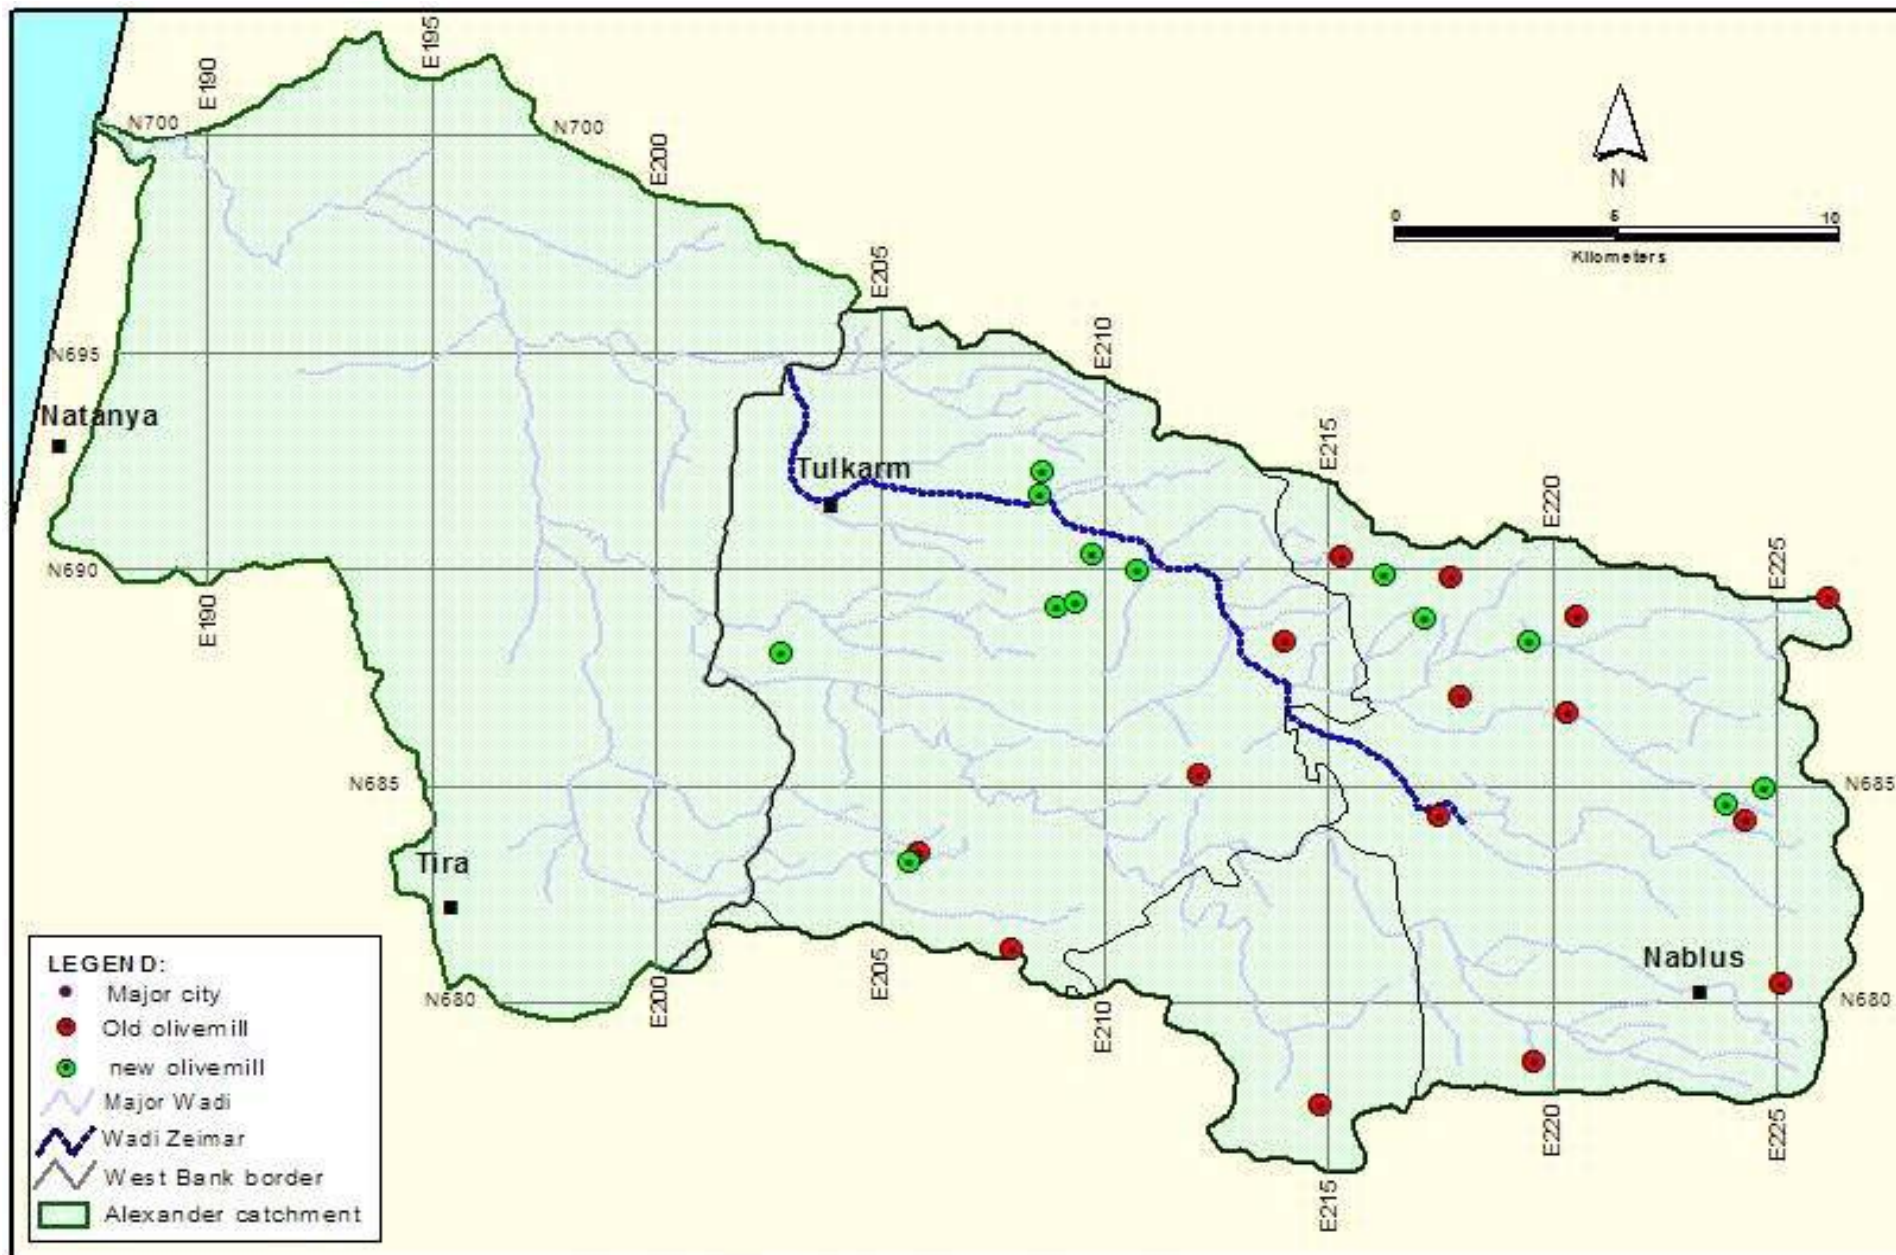 E195
E190
N700
N700
E200
N
0 5 10
Kilometers
E205
N695
E210
Natanya
E215
Tulkarm
E220
E225
N690
E190
N685
N685
Tira
LEGEND:
Major city
Old olivemill
new olivemill
Major Wadi
Wadi Zeimar
West Bank border
Alexander catchment
Nablus
N680
N680
E200
E205
E210
E215
E220
E225